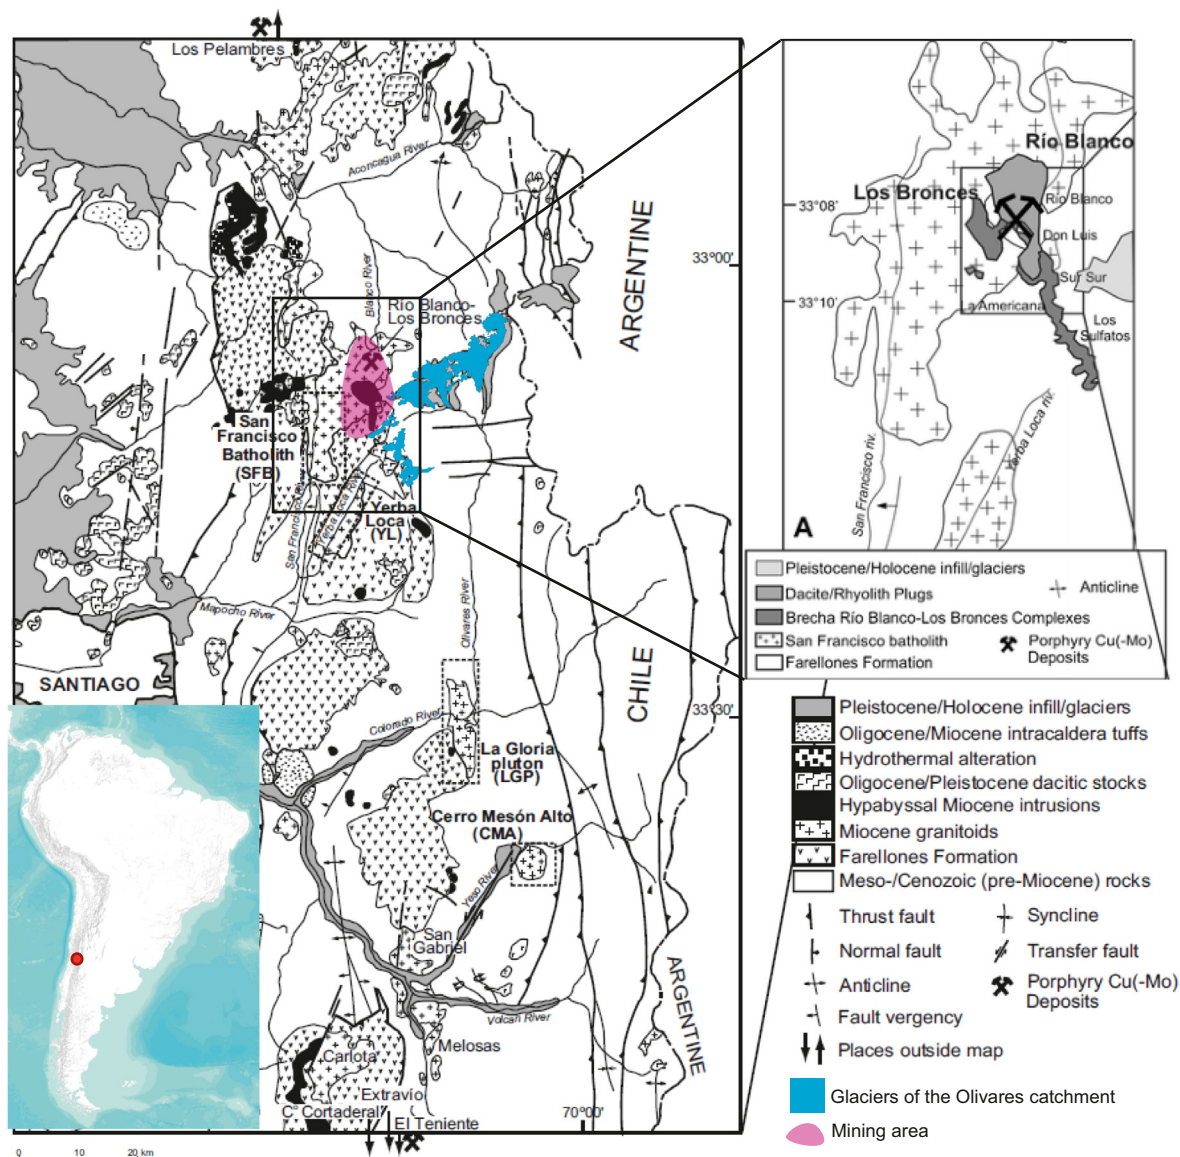 Los Pelambres
Aconcagua River
Blanco River
Río Blanco-
Los Bronces
ARGENTINE
33°00'
San
Francisco
Batholith
(SFB)
San Francisco River
Yerba Loca River
Yerba
Loca
(YL)
Mapocho River
Olivares River
SANTIAGO
CHILE
33°30'
Colorado River
La Gloria
pluton
(LGP)
Cerro Mesón Alto
(CMA)
Yeso River
San
Gabriel
ARGENTINE
Volcan River
Melosas
Carlota
Extravío
C° Cortaderal
El Teniente
70°00'
0 10 20 km
Río Blanco
Los Bronces
33°08'
Río Blanco
Don Luis
Sur Sur
33°10'
La Americana
Los
Sulfatos
San Francisco riv.
Yerba Loca riv.
A
Pleistocene/Holocene infill/glaciers
Dacite/Rhyolith Plugs
Anticline
Brecha Río Blanco-Los Bronces Complexes
San Francisco batholith
Porphyry Cu(-Mo)
Deposits
Farellones Formation
Pleistocene/Holocene infill/glaciers
Oligocene/Miocene intracaldera tuffs
Hydrothermal alteration
Oligocene/Pleistocene dacitic stocks
Hypabyssal Miocene intrusions
Miocene granitoids
Farellones Formation
Meso-/Cenozoic (pre-Miocene) rocks
Thrust fault
Syncline
Normal fault
Transfer fault
Anticline
Porphyry Cu(-Mo)
Deposits
Fault vergency
Places outside map
Glaciers of the Olivares catchment
Mining area